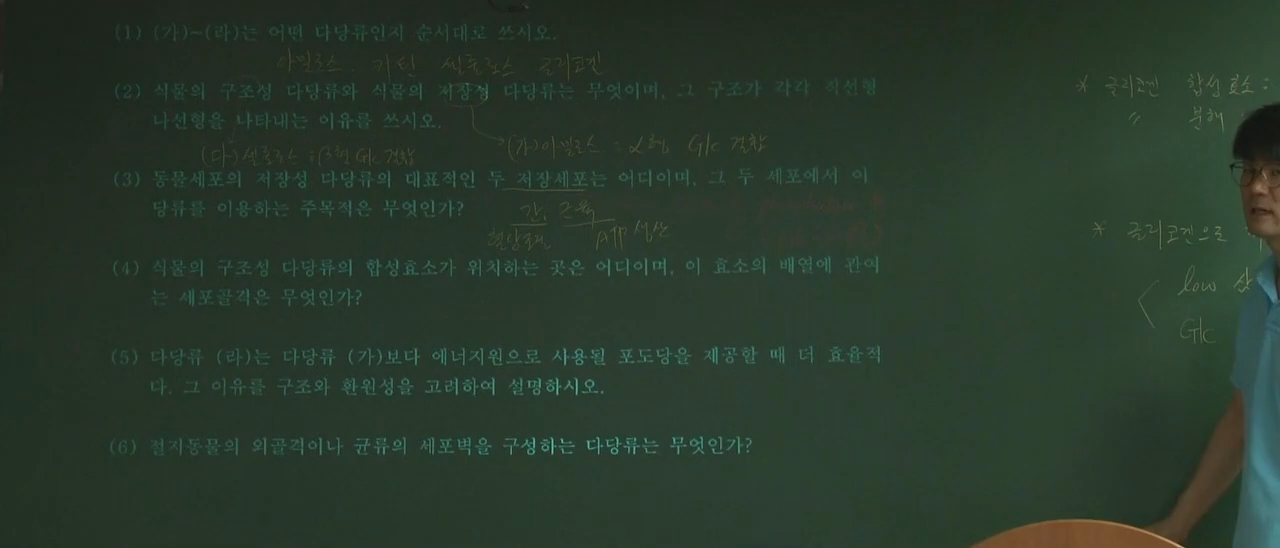 (1) (가)~(라)는 어떤 다당류인지 순서대로 쓰시오.
아밀로스. 키틴 셀룰로스 글리코겐
(2) 식물의 구조성 다당류와 식물의 저장성 다당류는 무엇이며, 그 구조가 각각 직선형
나선형을 나타내는 이유를 쓰시오.
(다) 셀룰로스 : β형 Glc 결합
(가) 아밀로스 : α형 Glc 결합
(3) 동물세포의 저장성 다당류의 대표적인 두 저장세포는 어디이며, 그 두 세포에서 이
당류를 이용하는 주목적은 무엇인가?
간, 근육
혈당조절 ATP 생산
(4) 식물의 구조성 다당류의 합성효소가 위치하는 곳은 어디이며, 이 효소의 배열에 관여
는 세포골격은 무엇인가?
(5) 다당류 (라)는 다당류 (가)보다 에너지원으로 사용될 포도당을 제공할 때 더 효율적
다. 그 이유를 구조와 환원성을 고려하여 설명하시오.
(6) 절지동물의 외골격이나 균류의 세포벽을 구성하는 다당류는 무엇인가?
* 글리코겐 합성효소 :
〃 분해
* 글리코겐으로
low 삼
Glc